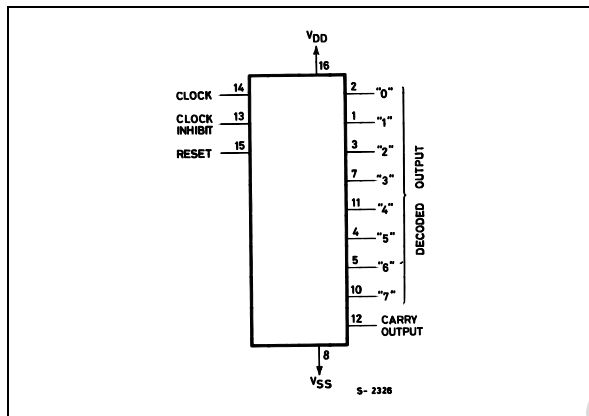 VDD
16
CLOCK 14
CLOCK INHIBIT 13
RESET 15
2 "0"
1 "1"
3 "2"
7 "3"
11 "4"
4 "5"
5 "6"
10 "7"
DECODED OUTPUT
12 CARRY OUTPUT
8
VSS
S-2326